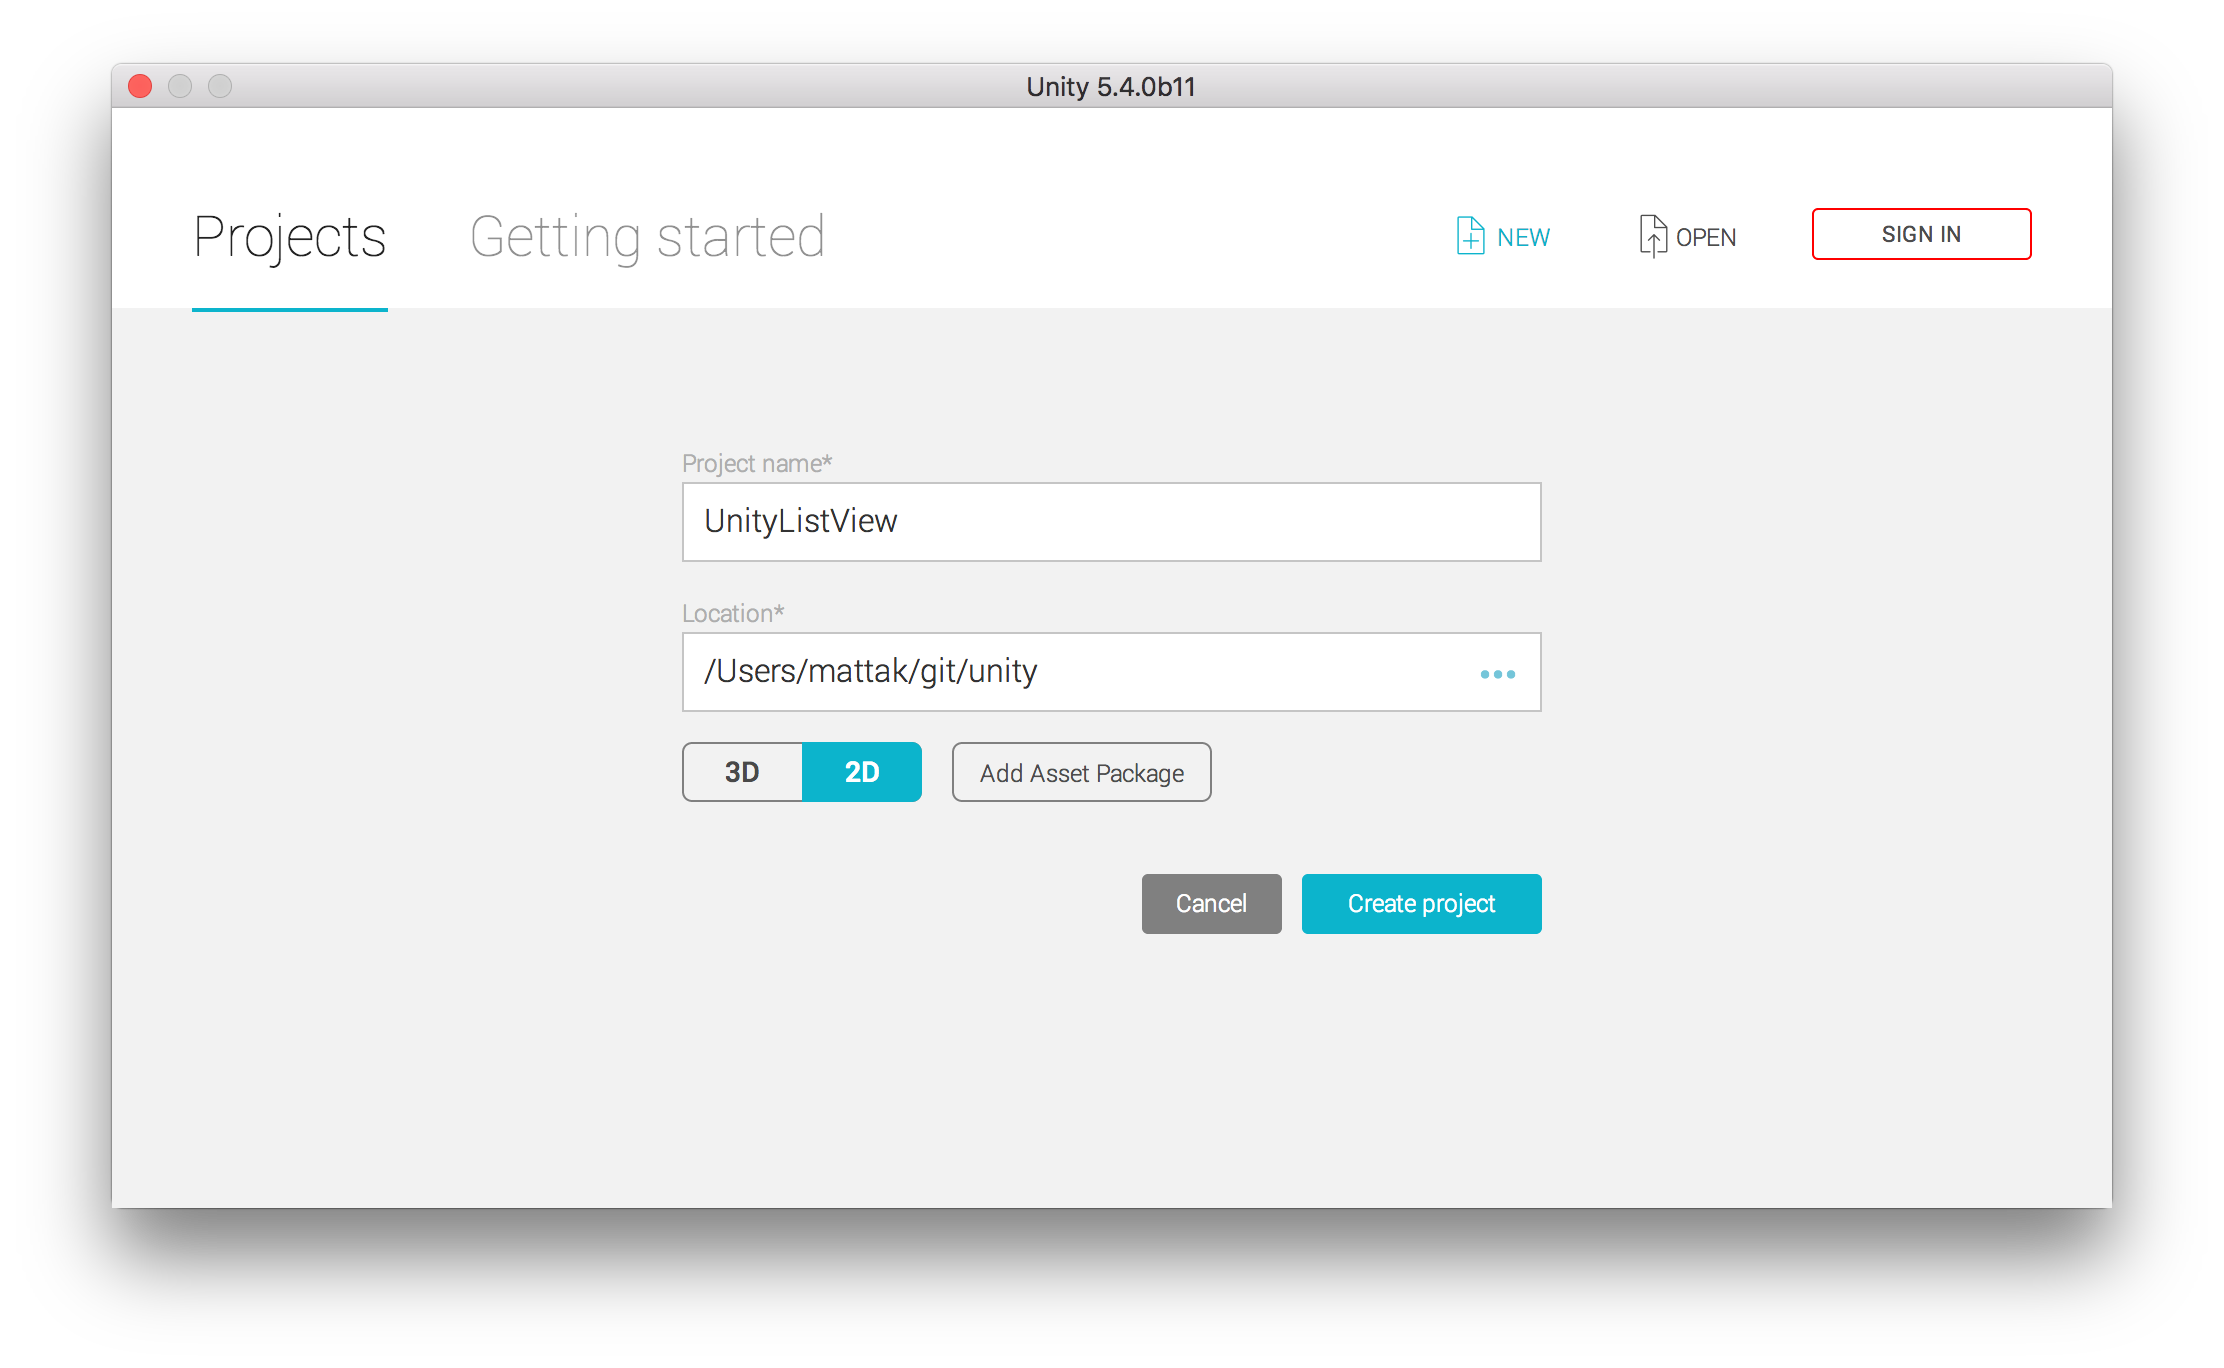 Unity 5.4.0b11
Projects
Getting started
NEW
OPEN
SIGN IN
Project name*
UnityListView
Location*
/Users/mattak/git/unity
3D
2D
Add Asset Package
Cancel
Create project